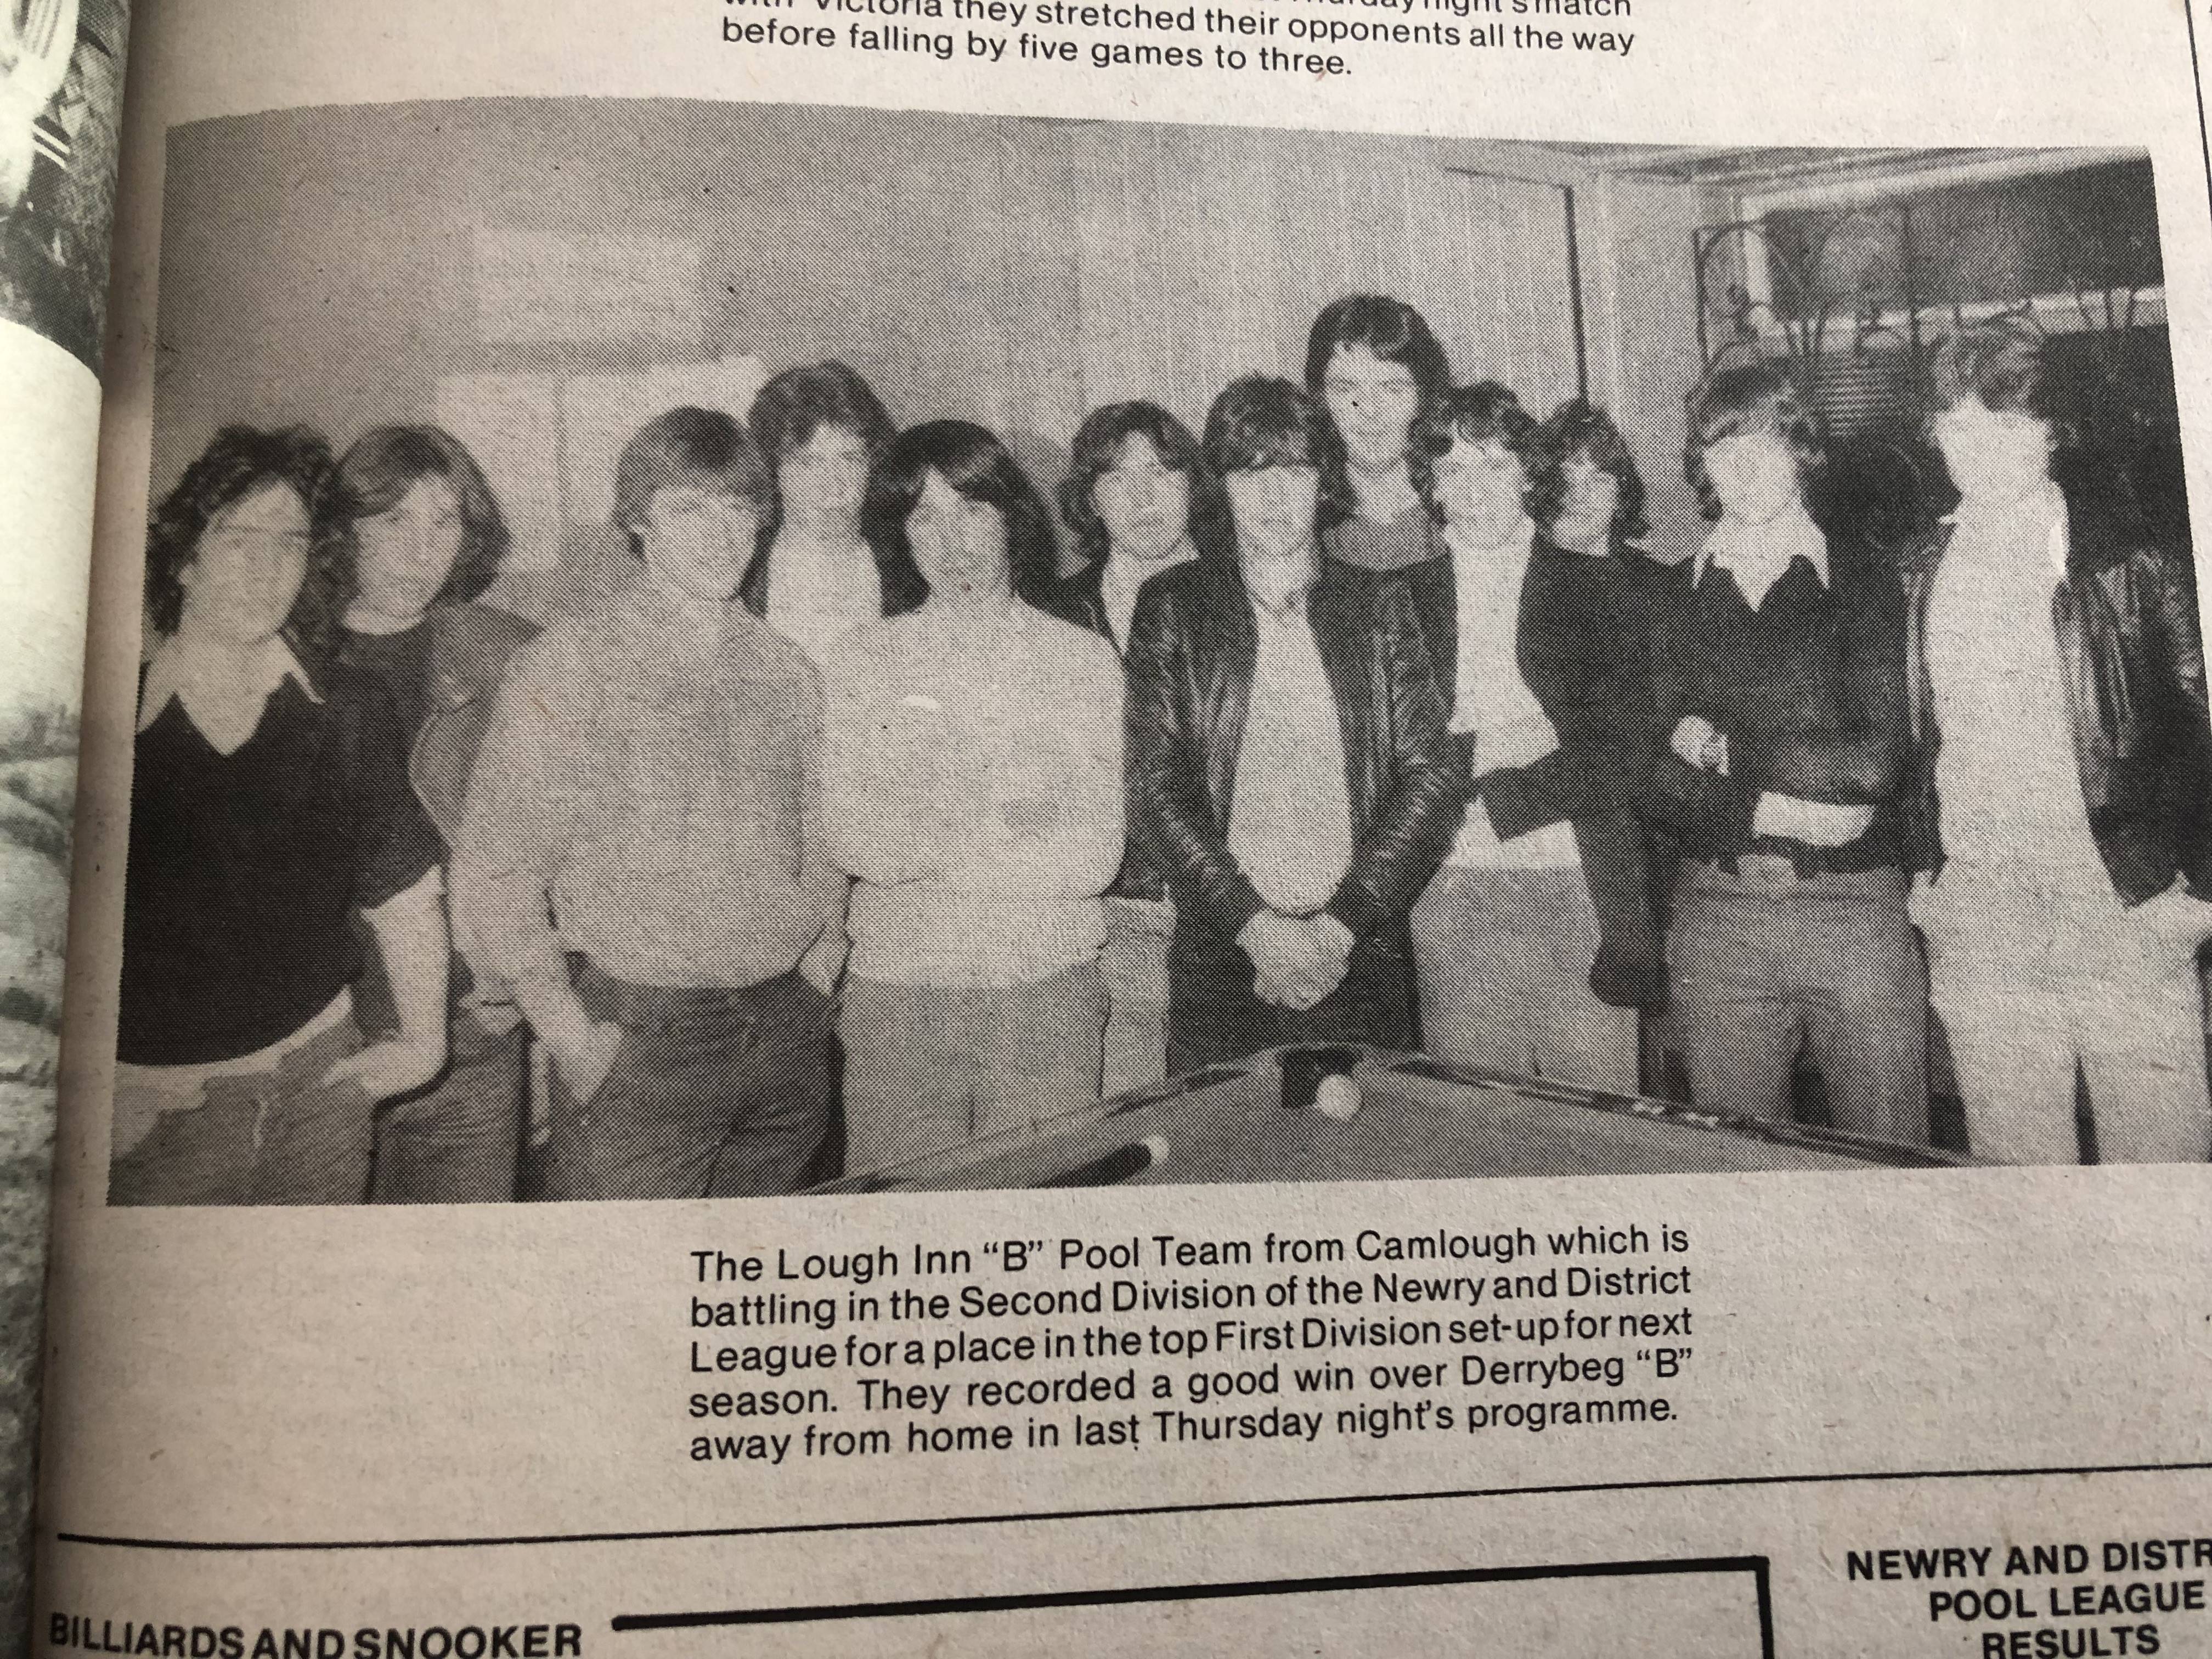 with Victoria they stretched their opponents all the way
before falling by five games to three.
The Lough Inn “B” Pool Team from Camlough which is
battling in the Second Division of the Newry and District
League for a place in the top First Division set-up for next
season. They recorded a good win over Derrybeg “B”
away from home in last Thursday night's programme.
BILLIARDS AND SNOOKER
NEWRY AND DISTR
POOL LEAGUE
RESULTS